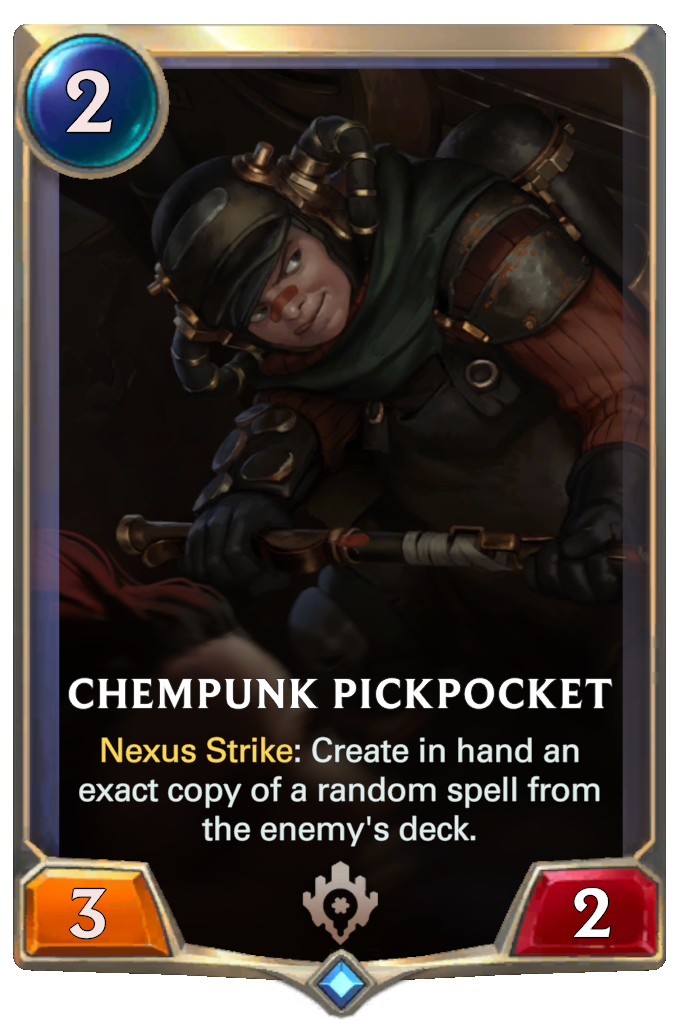 2
CHEMPUNK PICKPOCKET
Nexus Strike: Create in hand an
exact copy of a random spell from
the enemy's deck.
3
2